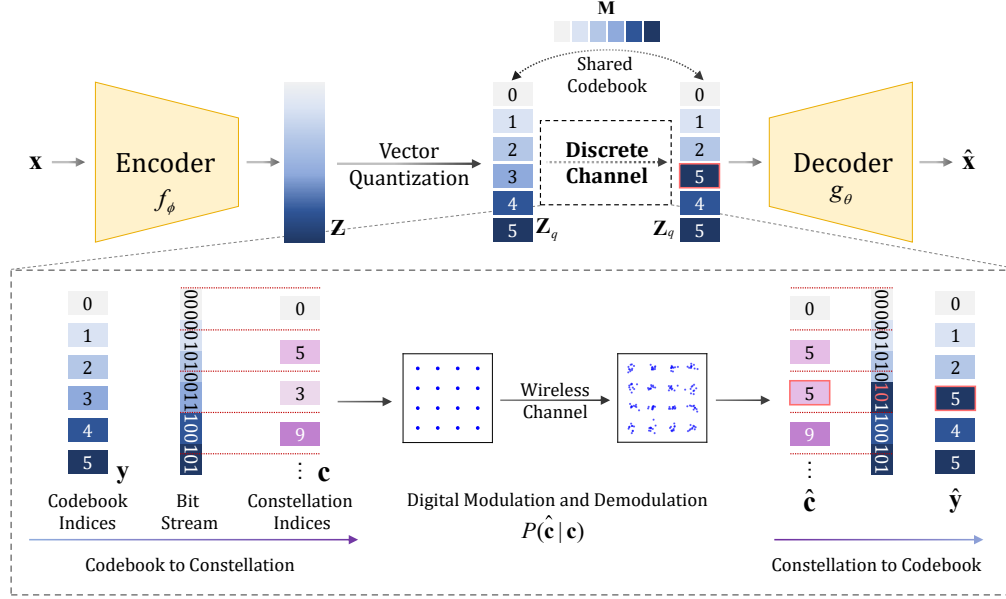 M
Shared
Codebook
x
Encoder
f_ϕ
Z
Vector
Quantization
0
1
2
3
4
5
Z_q
Discrete
Channel
0
1
2
5
4
5
Z_q
Decoder
g_θ
x̂
0
1
2
3
4
5
y
Codebook
Indices
000001010011100101
Bit
Stream
0
5
3
9
⋮
c
Constellation
Indices
Codebook to Constellation
Wireless
Channel
Digital Modulation and Demodulation
P(ĉ | c)
0
5
5
9
⋮
ĉ
000001010101100101
0
1
2
5
4
5
ŷ
Constellation to Codebook